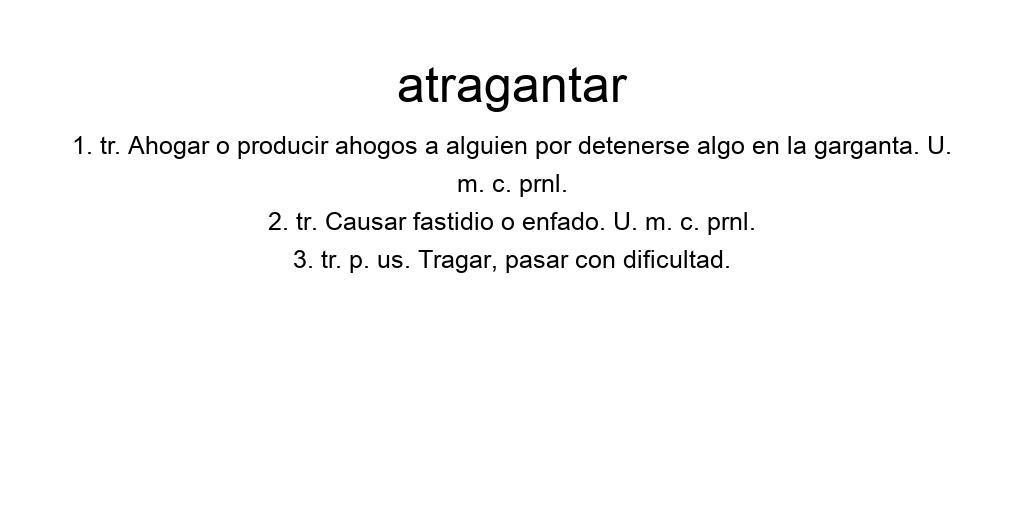 atragantar
1. tr. Ahogar o producir ahogos a alguien por detenerse algo en la garganta. U.
m. c. prnl.
2. tr. Causar fastidio o enfado. U. m. c. prnl.
3. tr. p. us. Tragar, pasar con dificultad.